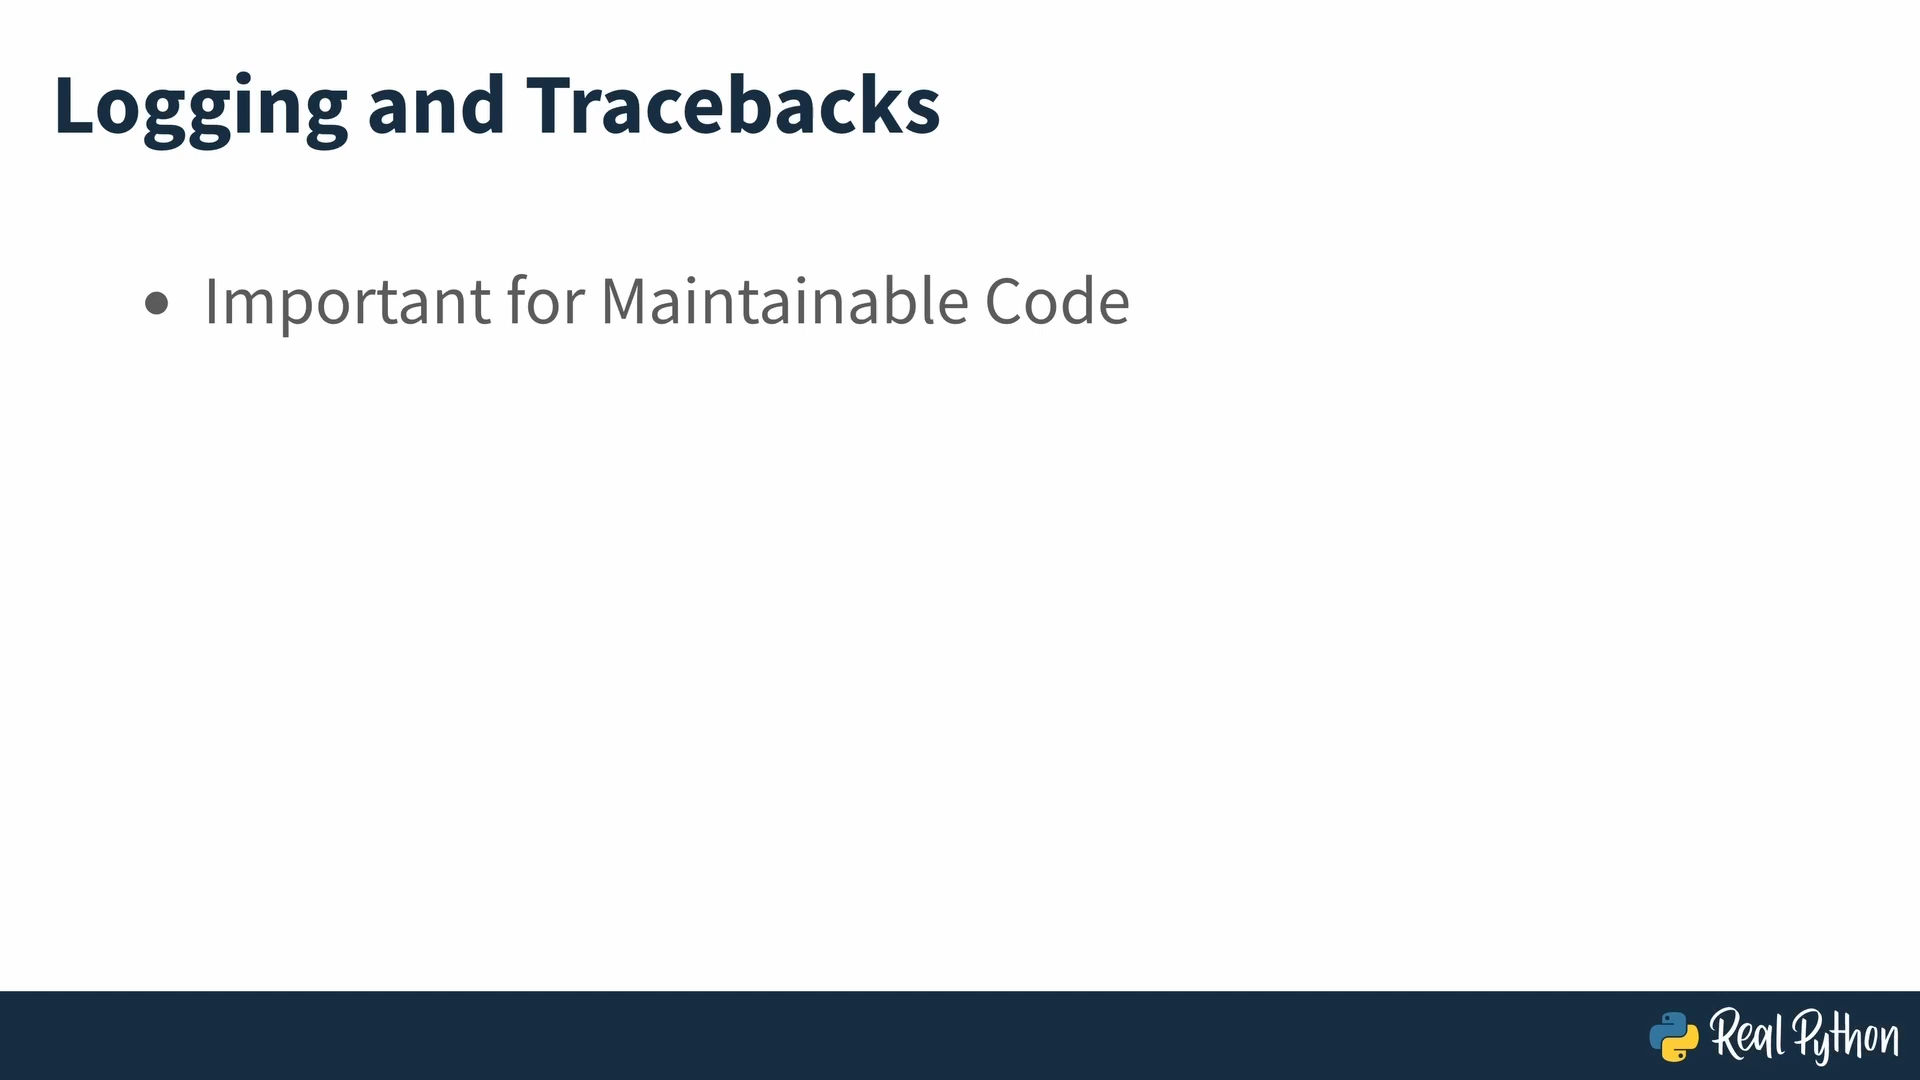 Logging and Tracebacks
• Important for Maintainable Code
Real Python